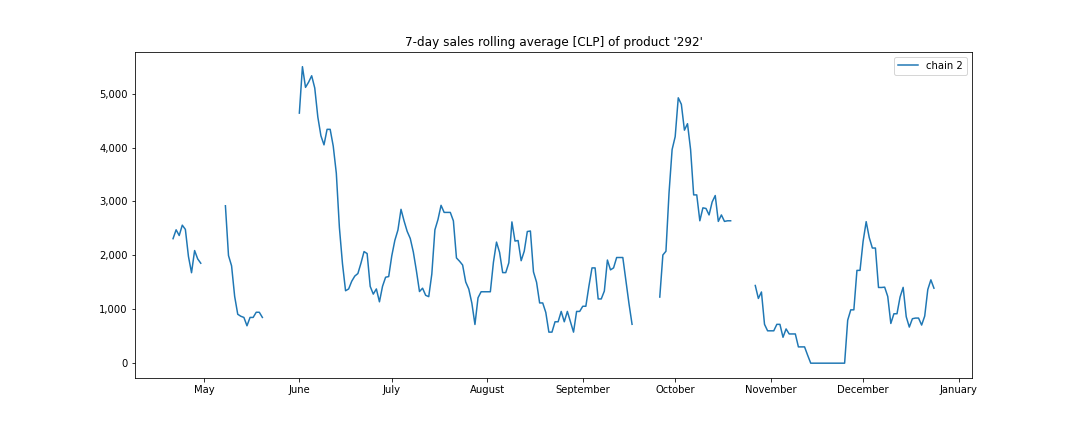 7-day sales rolling average [CLP] of product '292'
chain 2
5,000
4,000
3,000
2,000
1,000
0
May June July August September October November December January